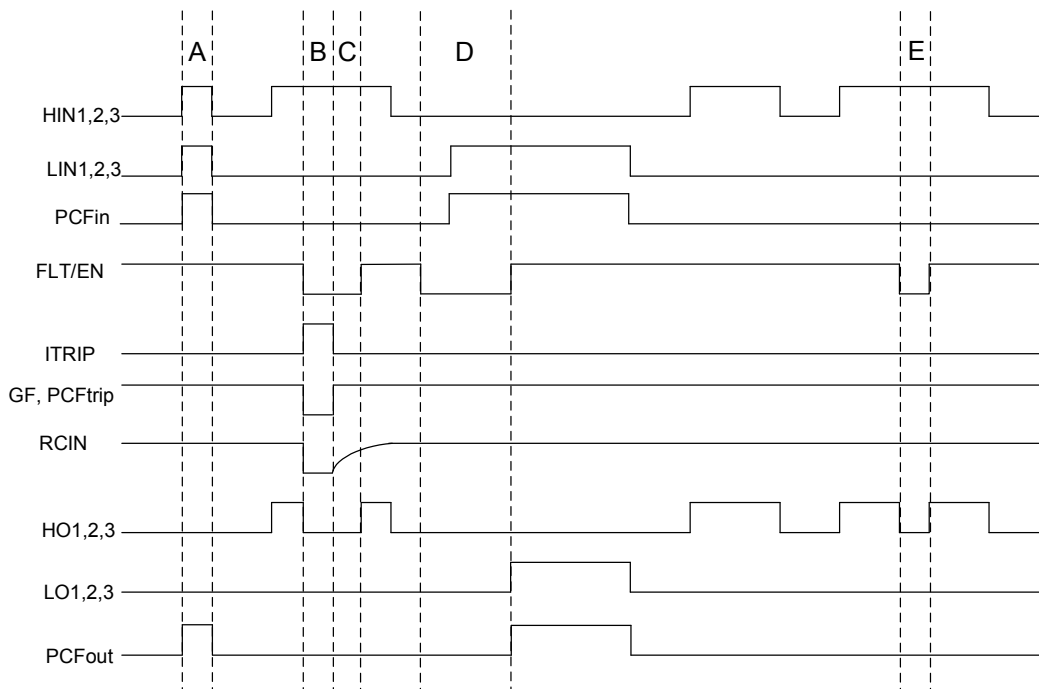 A B C D E
HIN1,2,3
LIN1,2,3
PCFin
FLT/EN
ITRIP
GF, PCFtrip
RCIN
HO1,2,3
LO1,2,3
PCFout